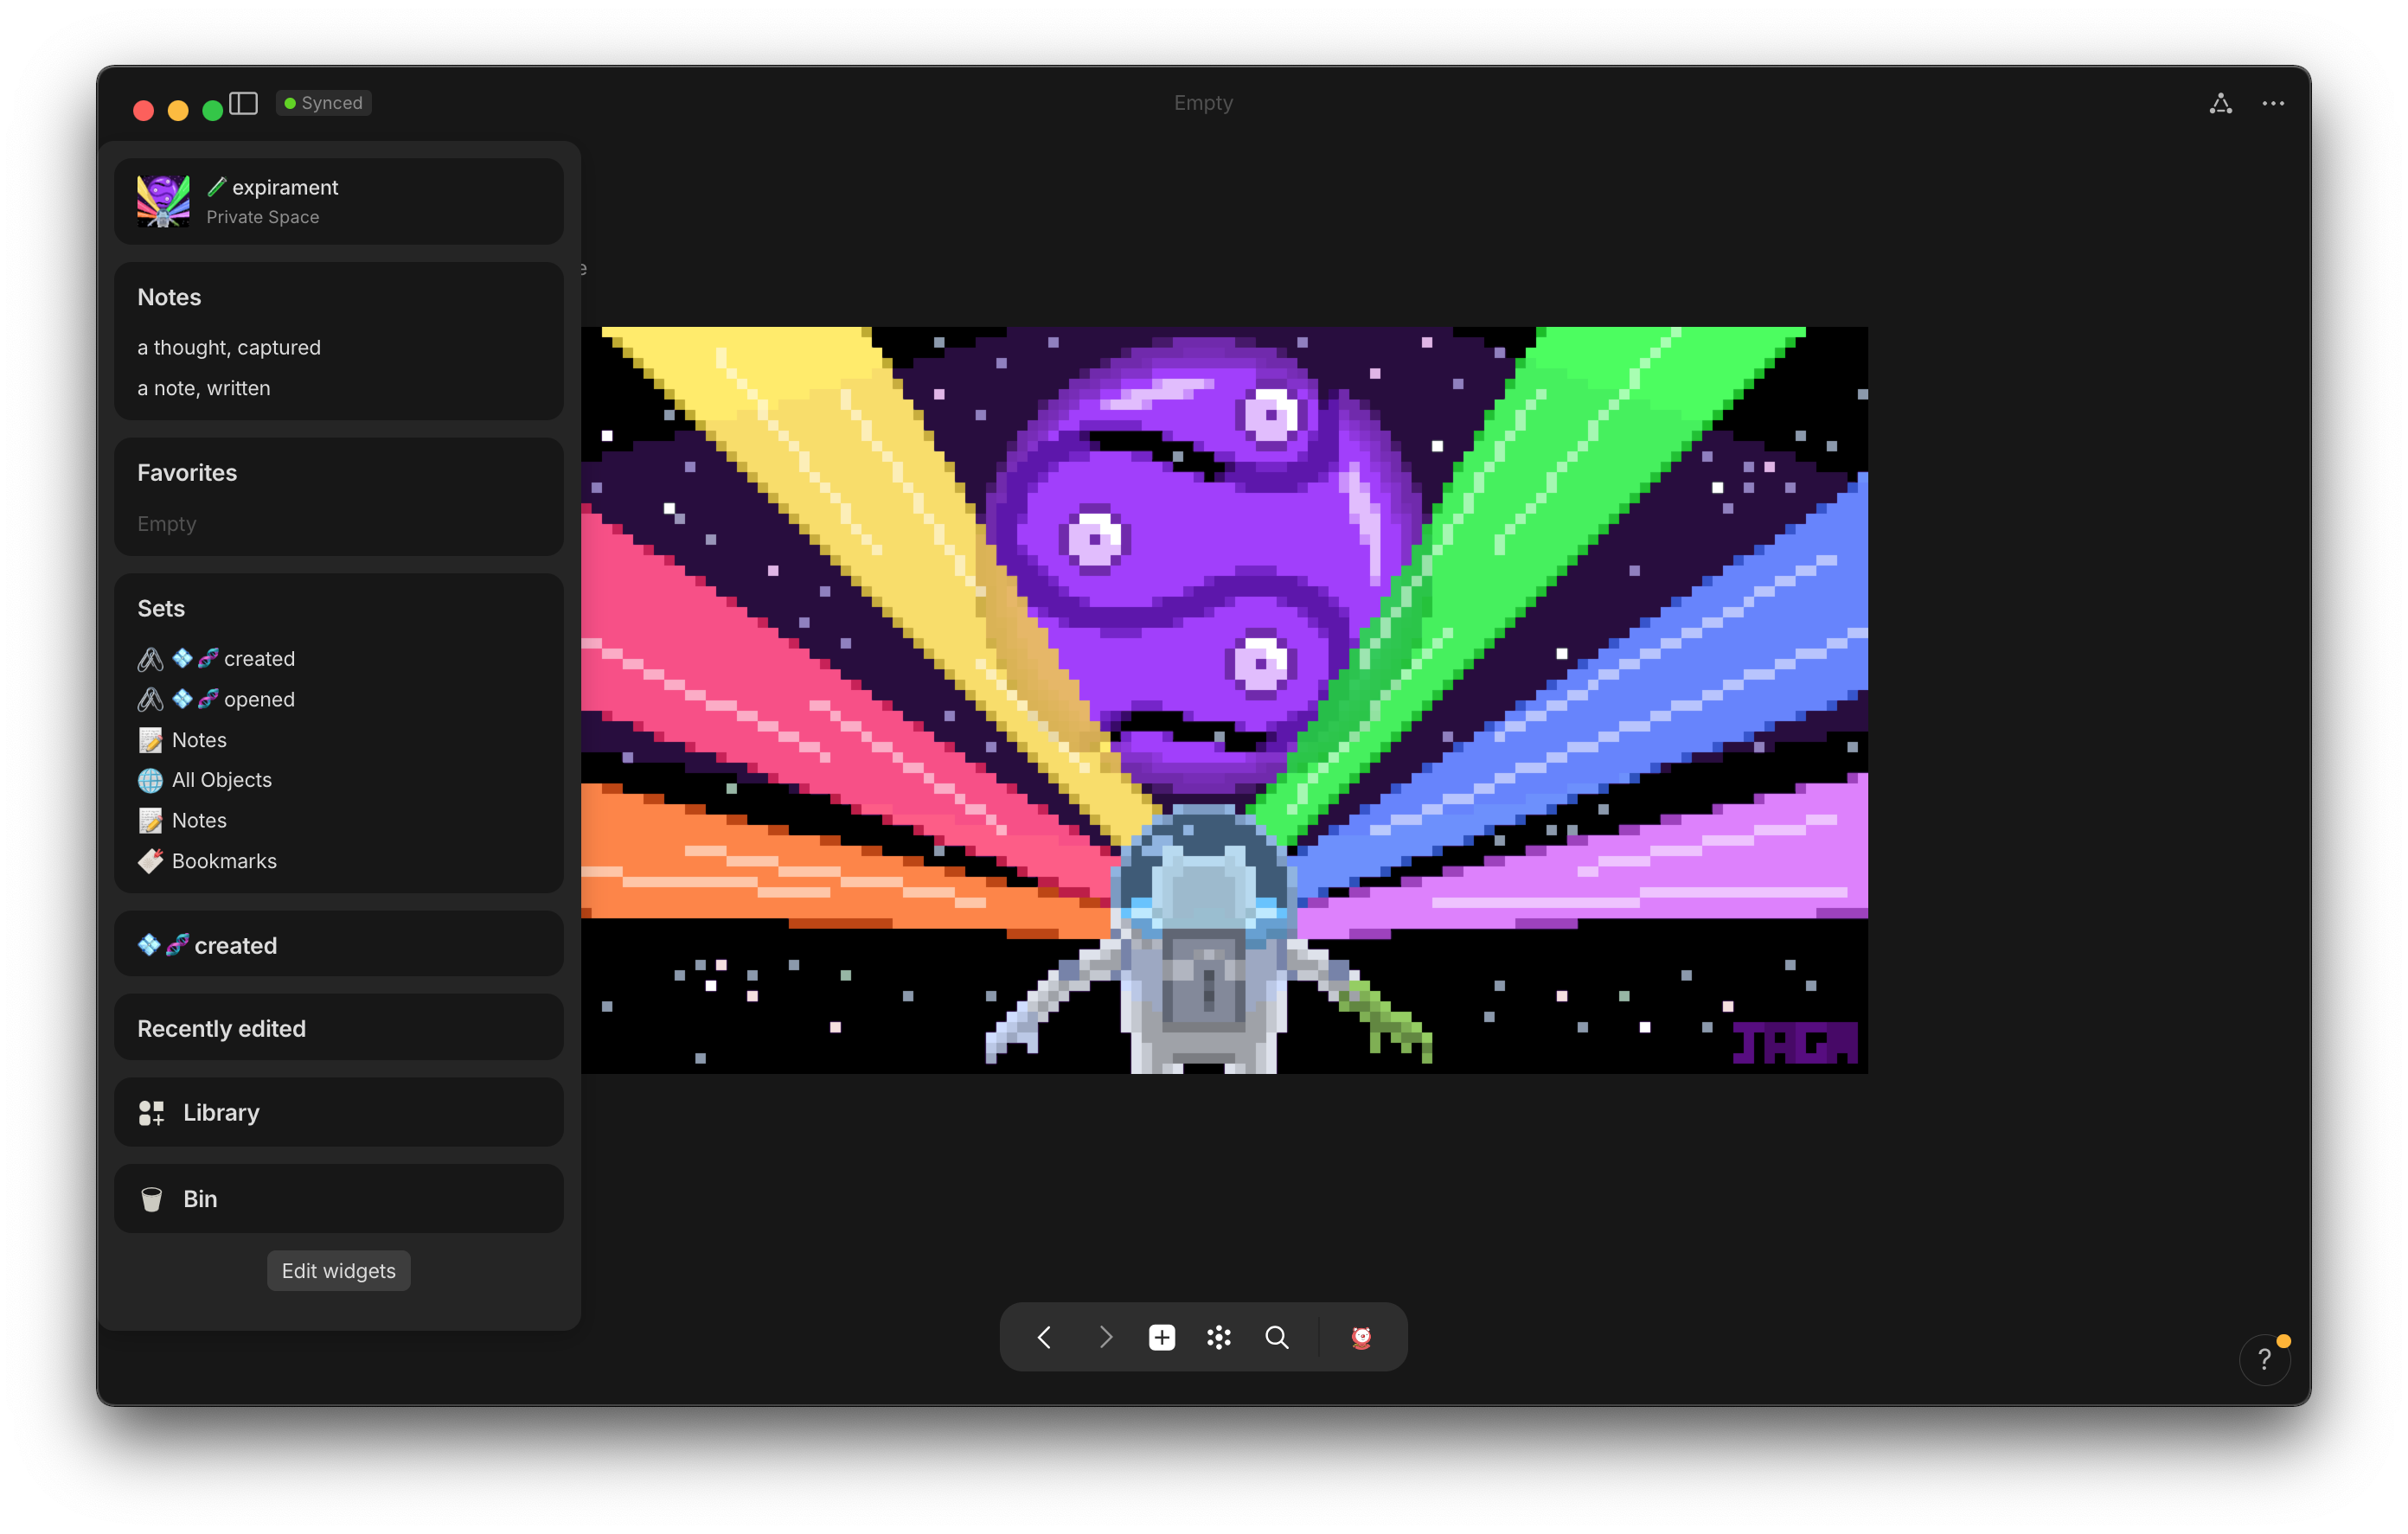 Synced
Empty
expirament
Private Space
Notes
a thought, captured
a note, written
Favorites
Empty
Sets
created
opened
Notes
All Objects
Notes
Bookmarks
created
Recently edited
Library
Bin
Edit widgets
e
JAGA
?